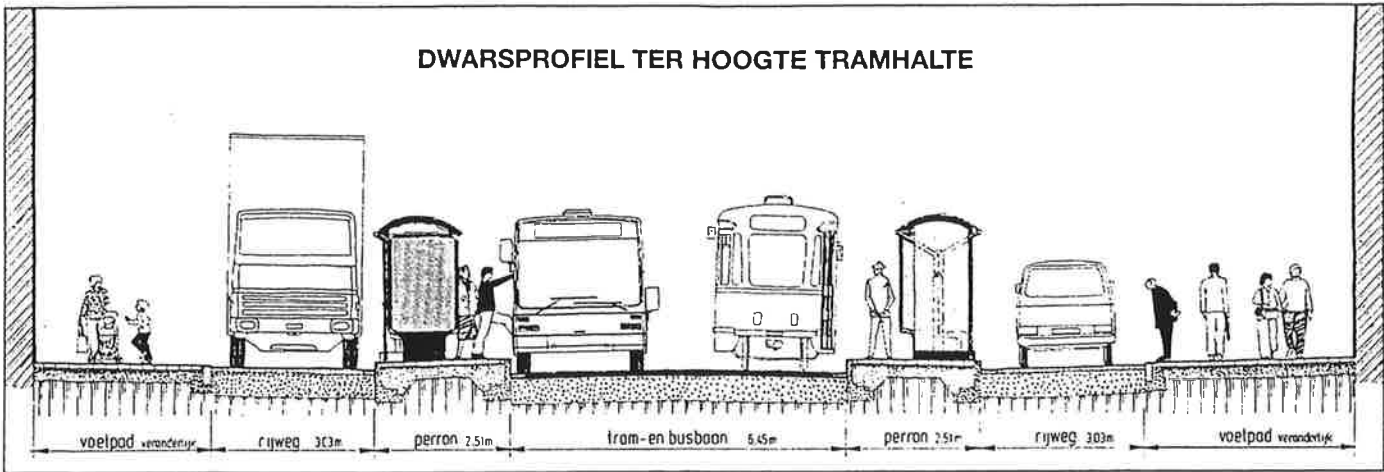 DWARSPROFIEL TER HOOGTE TRAMHALTE
voetpad veranderlijk rijweg 3.03m perron 2.51m tram-en busbaan 6.45m perron 2.51m rijweg 3.03m voetpad veranderlijk